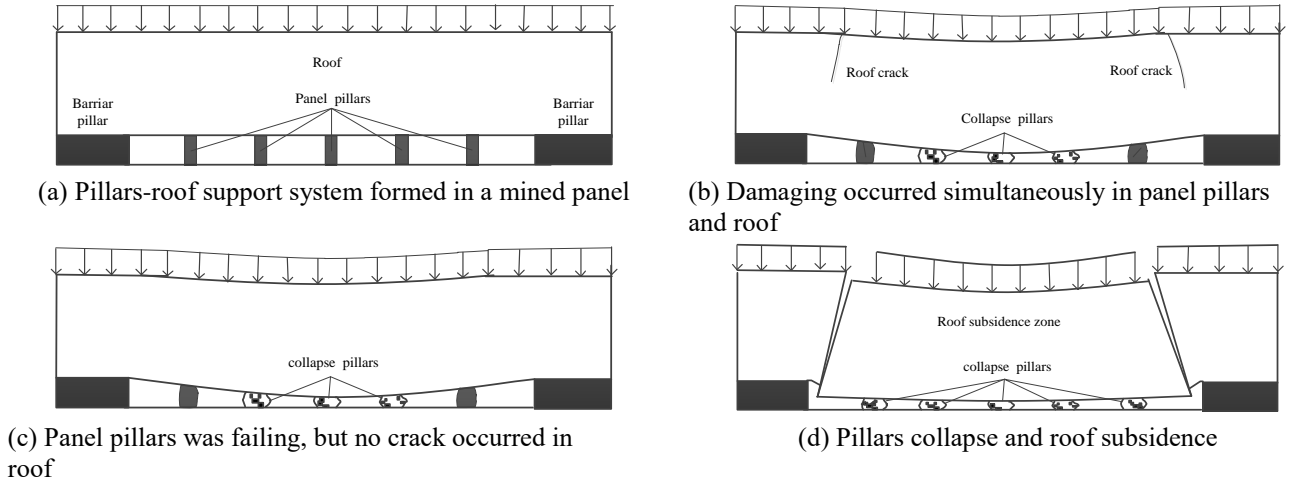 Roof
Barriar
pillar
Panel pillars
Barriar
pillar
(a) Pillars-roof support system formed in a mined panel
Roof crack
Roof crack
Collapse pillars
(b) Damaging occurred simultaneously in panel pillars
and roof
collapse pillars
(c) Panel pillars was failing, but no crack occurred in
roof
Roof subsidence zone
collapse pillars
(d) Pillars collapse and roof subsidence